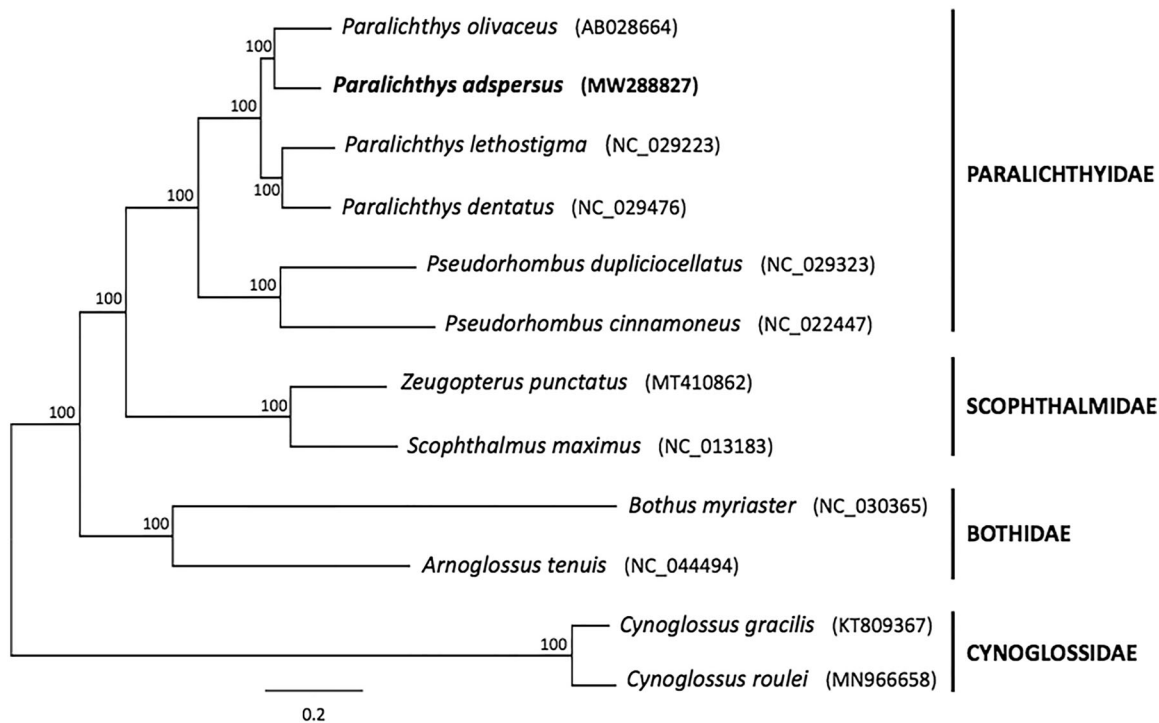 Paralichthys olivaceus (AB028664)
100
Paralichthys adspersus (MW288827)
100
Paralichthys lethostigma (NC_029223)
PARALICHTHYIDAE
100
100
Paralichthys dentatus (NC_029476)
Pseudorhombus dupliciocellatus (NC_029323)
100
100
Pseudorhombus cinnamoneus (NC_022447)
Zeugopterus punctatus (MT410862)
100
SCOPHTHALMIDAE
100
Scophthalmus maximus (NC_013183)
Bothus myriaster (NC_030365)
100
BOTHIDAE
Arnoglossus tenuis (NC_044494)
Cynoglossus gracilis (KT809367)
100
CYNOGLOSSIDAE
Cynoglossus roulei (MN966658)
0.2